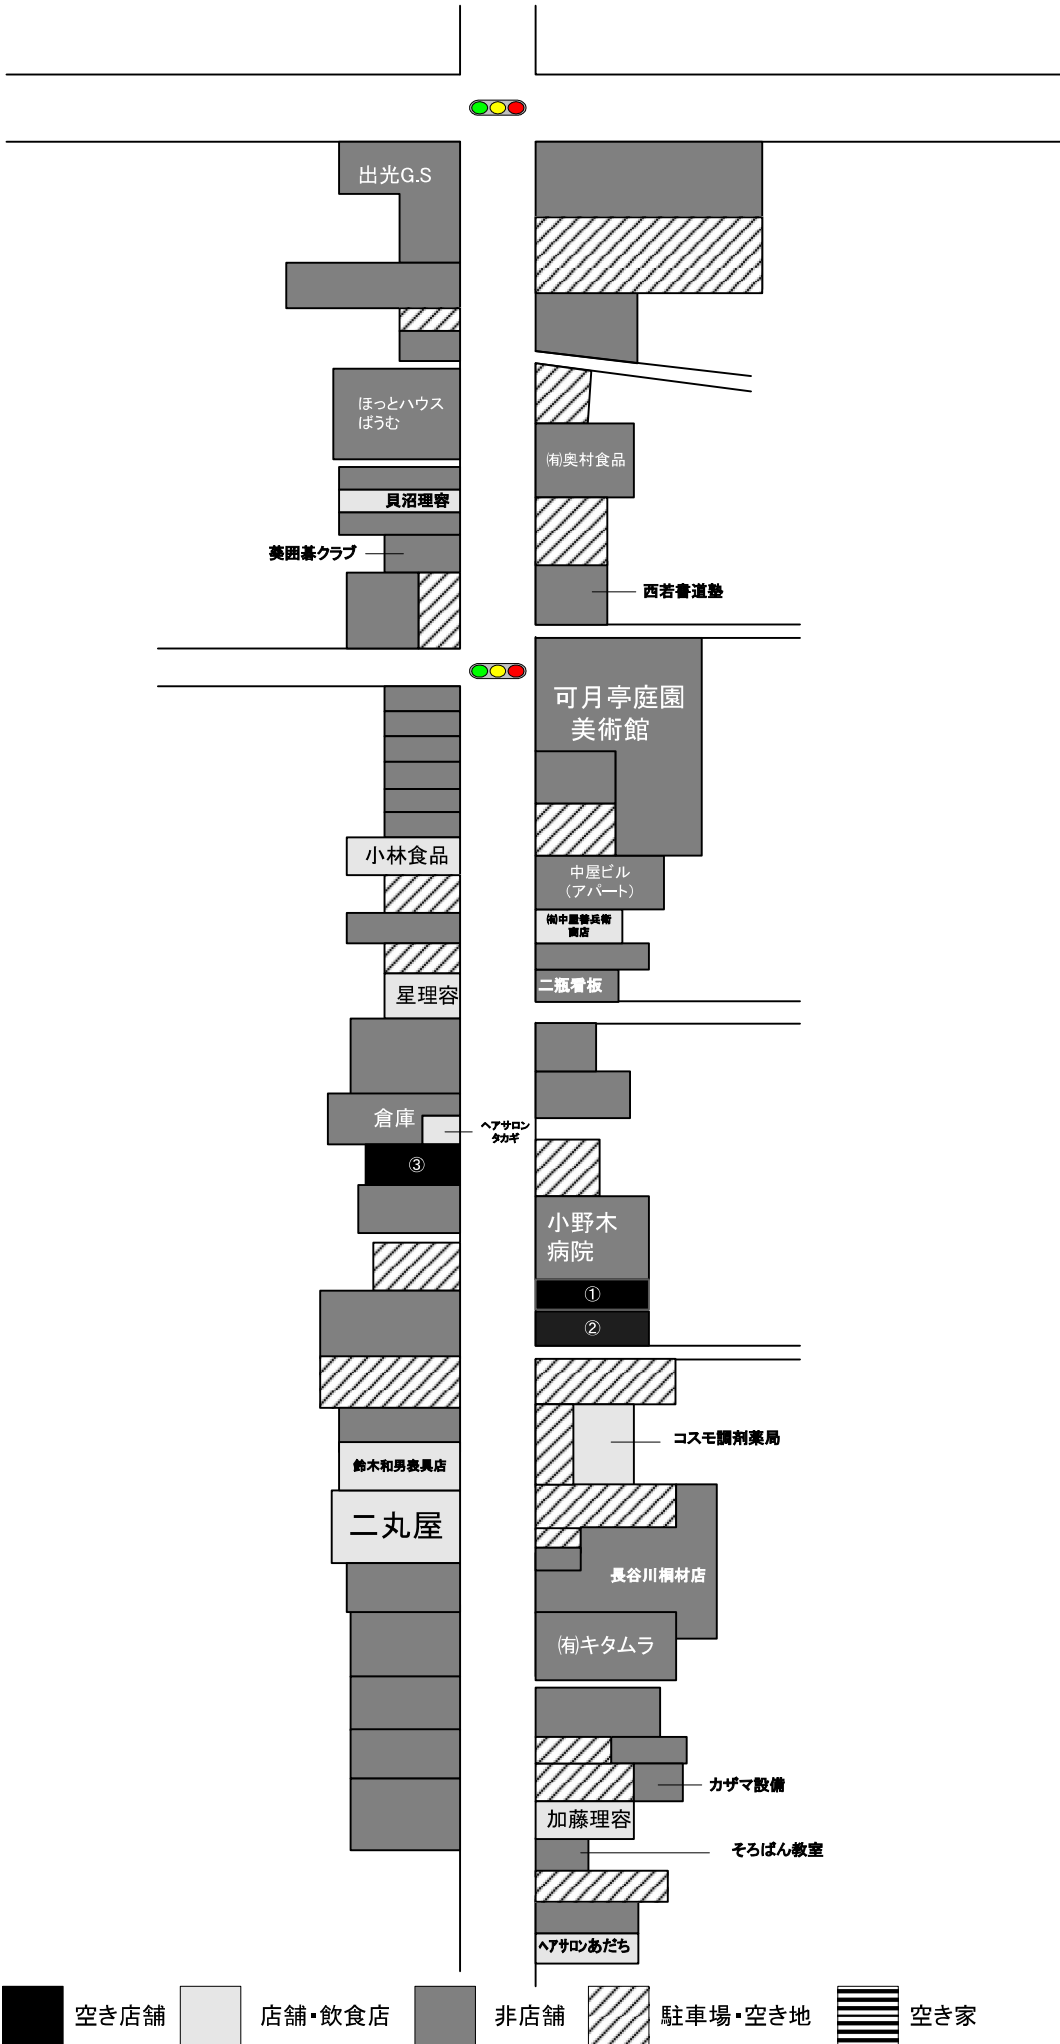 出光G.S
ほっとハウス
ばうむ
㈲奥村食品
貝沼理容
葵囲碁クラブ
西若書道塾
可月亭庭園
美術館
小林食品
中屋ビル
（アパート）
㈲中屋善兵衛
商店
二瓶看板
星理容
倉庫
ヘアサロン
タカギ
③
小野木
病院
①
②
コスモ調剤薬局
鈴木和男表具店
二丸屋
長谷川桐材店
㈲キタムラ
カザマ設備
加藤理容
そろばん教室
ヘアサロンあだち
空き店舗 店舗・飲食店 非店舗 駐車場・空き地 空き家